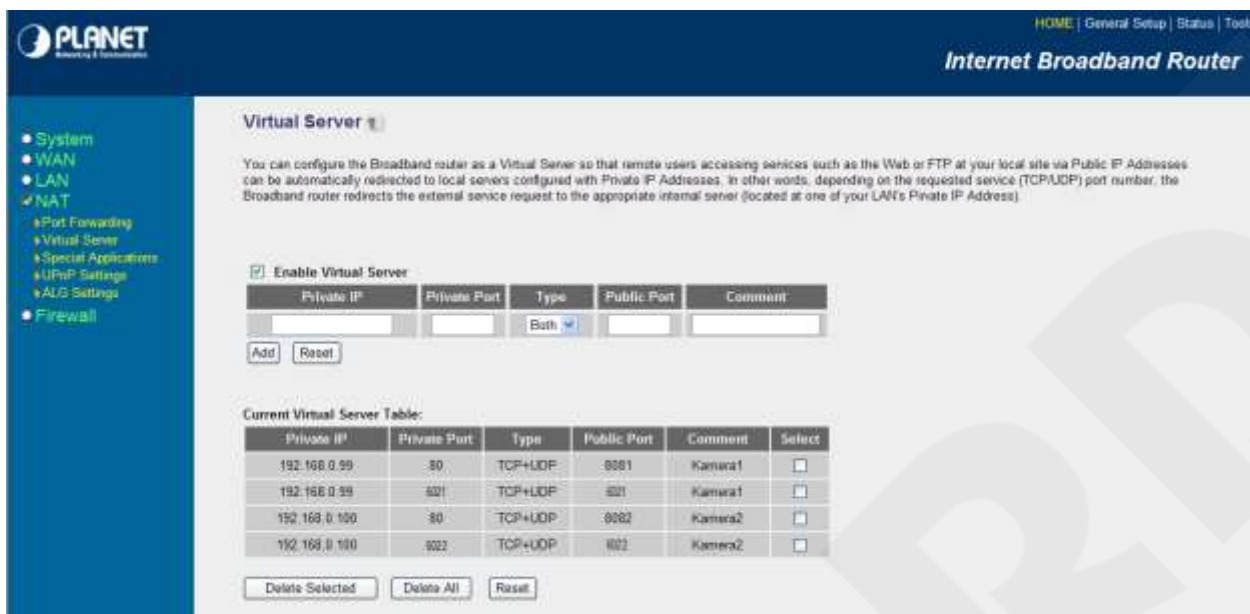 PLANET
Networking & Communication
HOME | General Setup | Status | Tools
Internet Broadband Router
System
WAN
LAN
NAT
Port Forwarding
Virtual Server
Special Applications
UPnP Settings
ALG Settings
Firewall
Virtual Server
You can configure the Broadband router as a Virtual Server so that remote users accessing services such as the Web or FTP at your local site via Public IP Addresses
can be automatically redirected to local servers configured with Private IP Addresses. In other words, depending on the requested service (TCP/UDP) port number, the
Broadband router redirects the external service request to the appropriate internal server (located at one of your LAN's Private IP Address).
Enable Virtual Server
Private IP Private Port Type Public Port Comment
Both
Add Reset
Current Virtual Server Table:
Private IP Private Port Type Public Port Comment Select
192.168.0.99 80 TCP+UDP 8081 Kamera1
192.168.0.99 6021 TCP+UDP 6021 Kamera1
192.168.0.100 80 TCP+UDP 8082 Kamera2
192.168.0.100 6022 TCP+UDP 6022 Kamera2
Delete Selected Delete All Reset